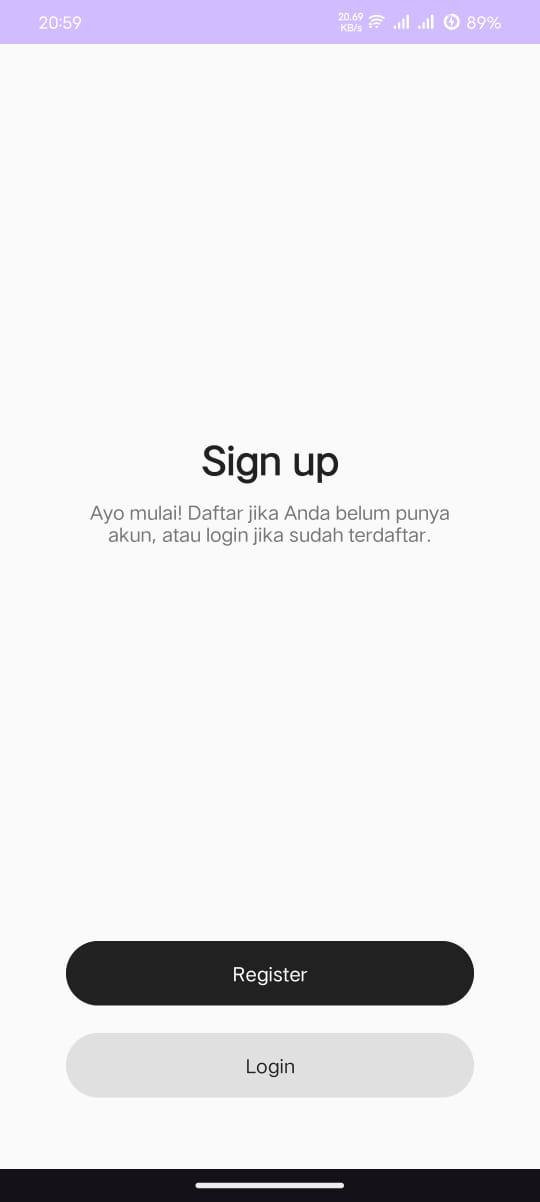 20:59
20.69
KB/s
89%
Sign up
Ayo mulai! Daftar jika Anda belum punya
akun, atau login jika sudah terdaftar.
Register
Login